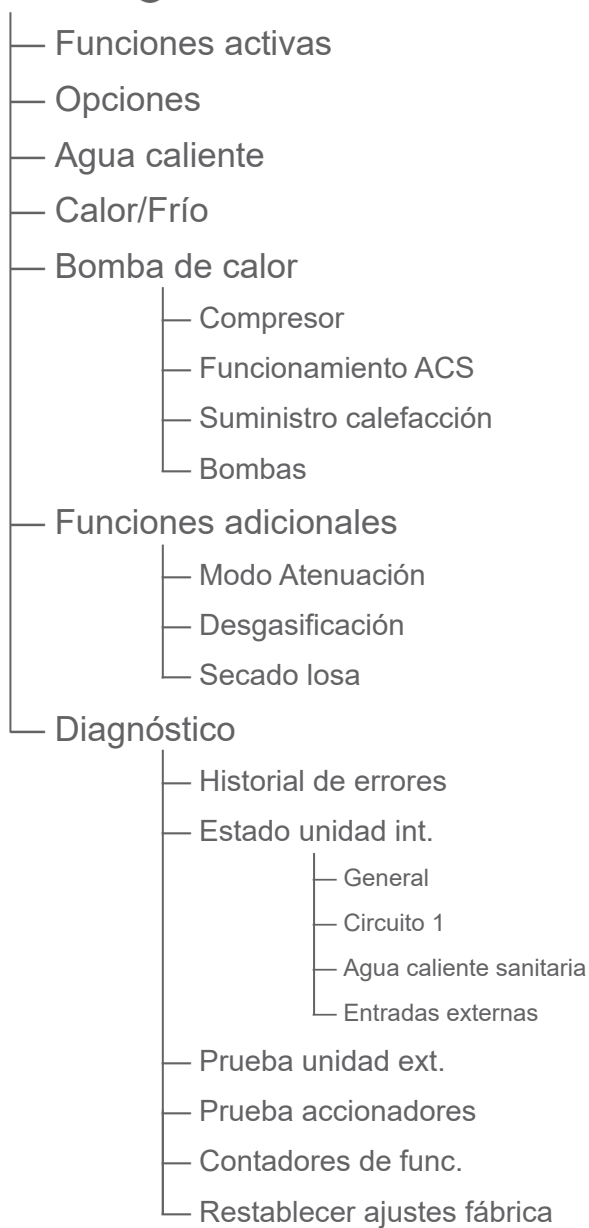 Funciones activas
Opciones
Agua caliente
Calor/Frío
Bomba de calor
Compresor
Funcionamiento ACS
Suministro calefacción
Bombas
Funciones adicionales
Modo Atenuación
Desgasificación
Secado losa
Diagnóstico
Historial de errores
Estado unidad int.
General
Circuito 1
Agua caliente sanitaria
Entradas externas
Prueba unidad ext.
Prueba accionadores
Contadores de func.
Restablecer ajustes fábrica